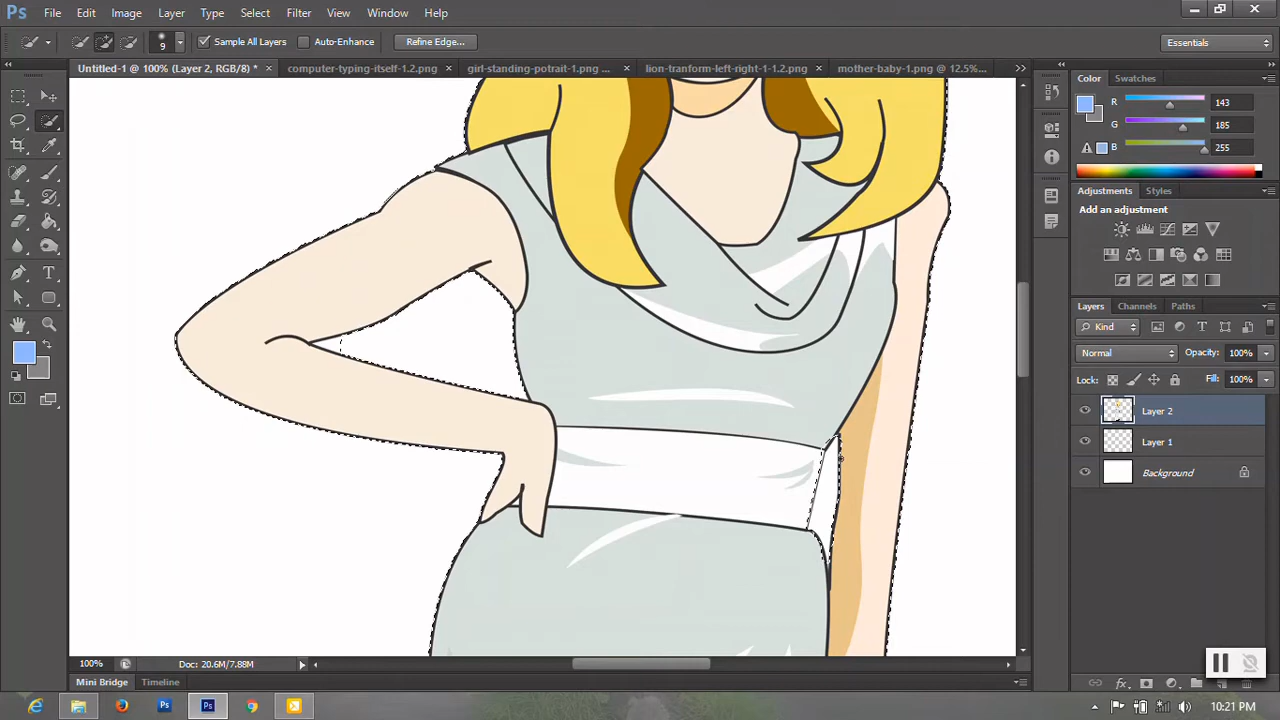 Ps File Edit Image Layer Type Select Filter View Window Help
9 Sample All Layers Auto-Enhance Refine Edge... Essentials
Untitled-1 @ 100% (Layer 2, RGB/8) * × computer-typing-itself-1.2.png × girl-standing-potrait-1.png ... × lion-tranform-left-right-1-1.2.png × mother-baby-1.png @ 12.5%... »
Color Swatches
R 143
G 185
B 255
Adjustments Styles
Add an adjustment
Layers Channels Paths
Kind
Normal Opacity: 100%
Lock: Fill: 100%
Layer 2
Layer 1
Background
100% Doc: 20.6M/7.88M
Mini Bridge Timeline
10:21 PM